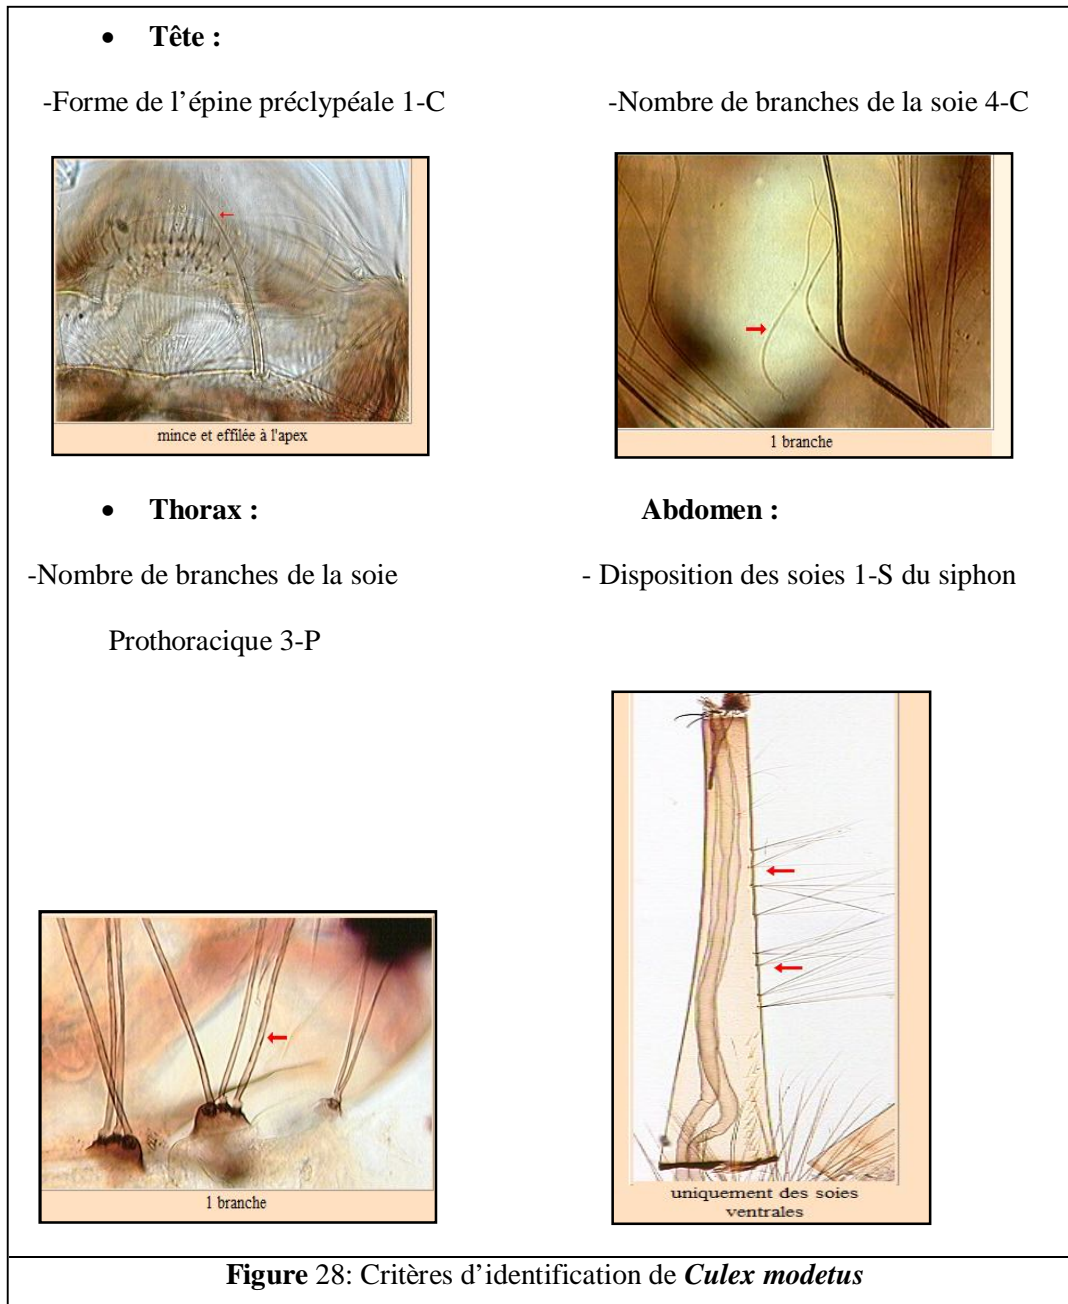 • Tête :
-Forme de l’épine préclypéale 1-C
-Nombre de branches de la soie 4-C
mince et effilée à l'apex
1 branche
• Thorax :
Abdomen :
-Nombre de branches de la soie
Prothoracique 3-P
- Disposition des soies 1-S du siphon
1 branche
uniquement des soies
ventrales
Figure 28: Critères d’identification de Culex modetus